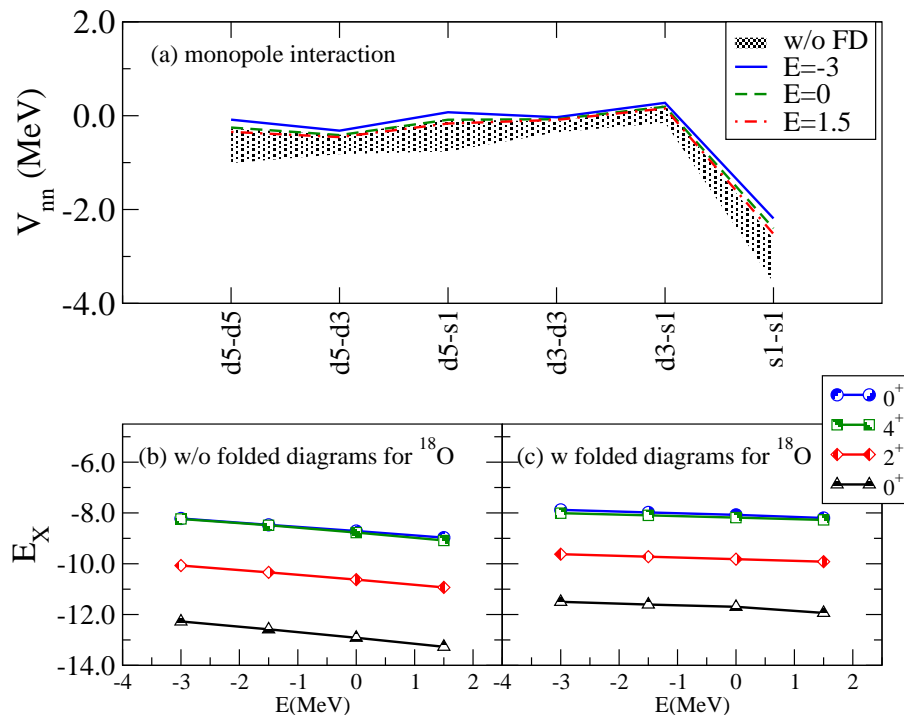 2.0
(a) monopole interaction
w/o FD
E=-3
E=0
E=1.5
0.0
-2.0
-4.0
V_nn (MeV)
d5-d5
d5-d3
d5-s1
d3-d3
d3-s1
s1-s1
0^+
4^+
2^+
0^+
(b) w/o folded diagrams for ^18O
(c) w folded diagrams for ^18O
-6.0
-8.0
-10.0
-12.0
-14.0
E_X
-4 -3 -2 -1 0 1 2
-4 -3 -2 -1 0 1 2
E(MeV)
E(MeV)